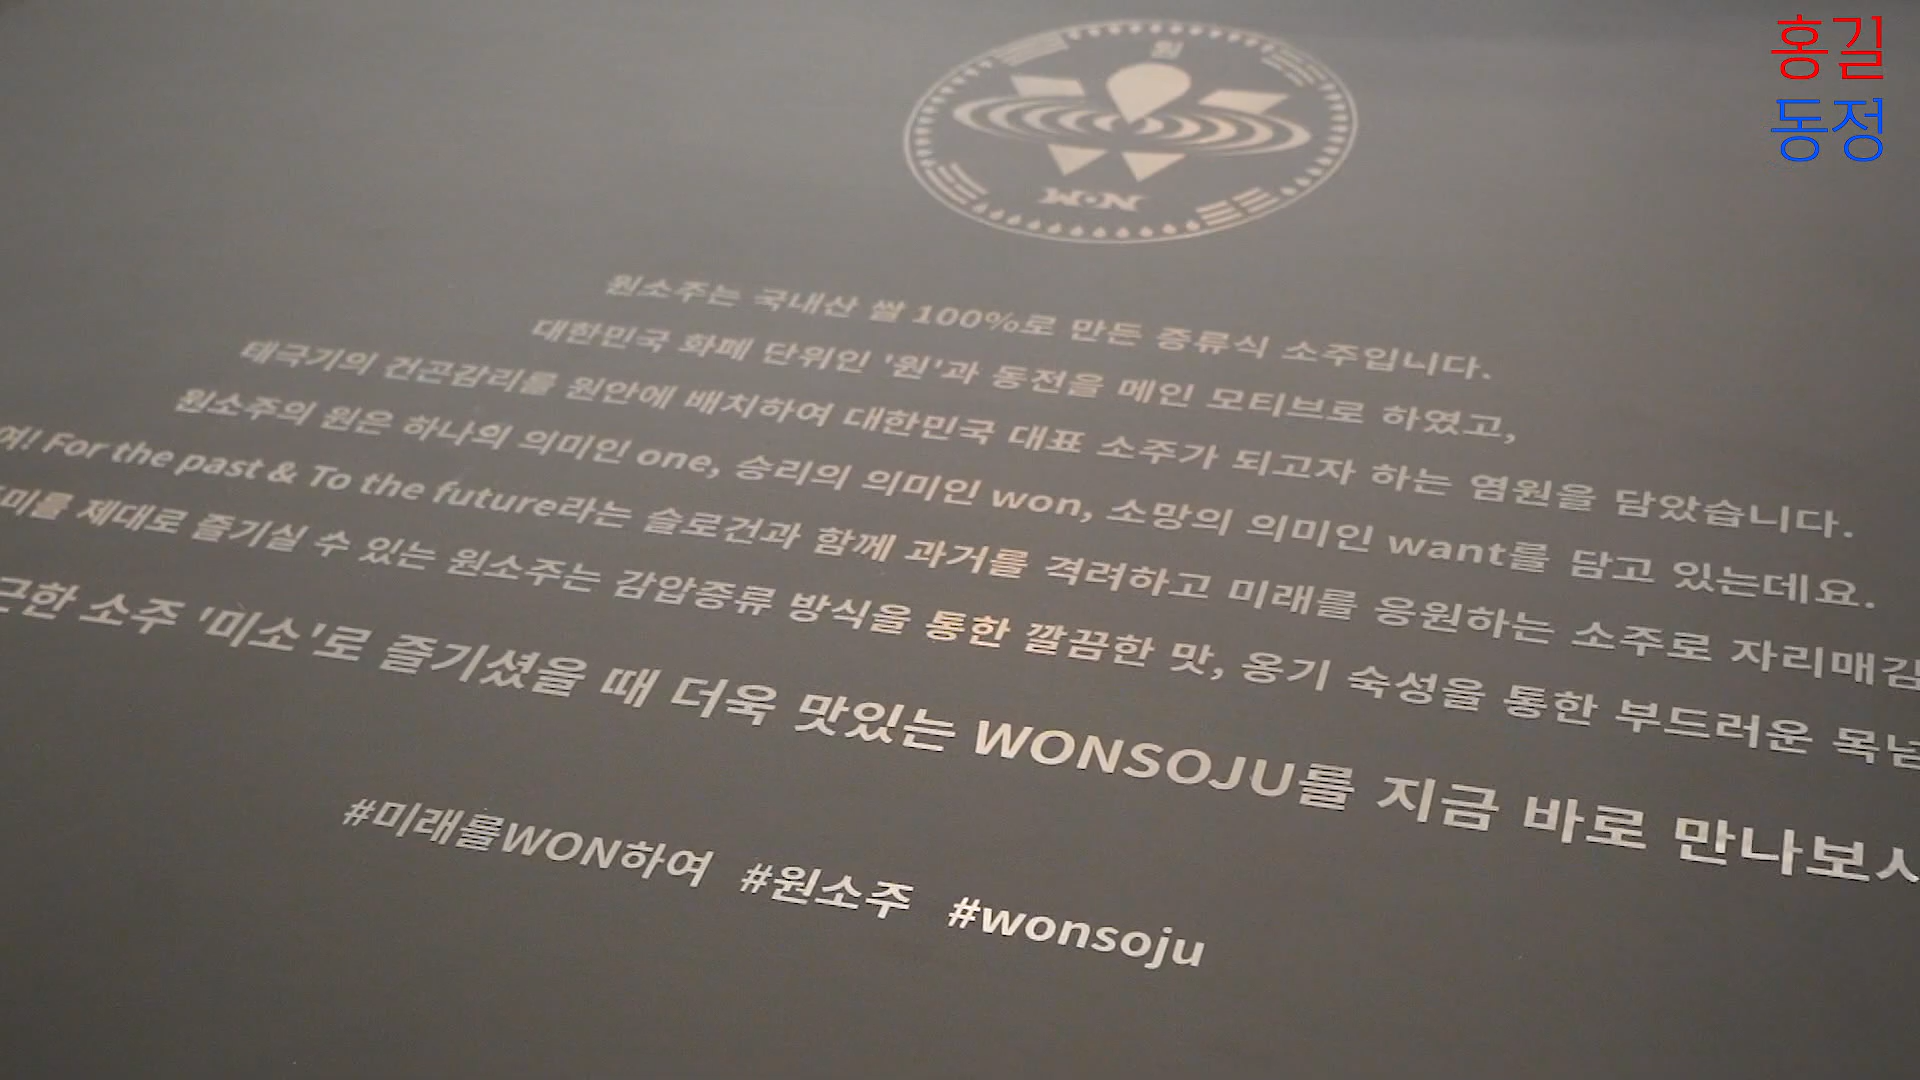 홍길
동정
원
W·N
원소주는 국내산 쌀 100%로 만든 증류식 소주입니다.
대한민국 화폐 단위인 '원'과 동전을 메인 모티브로 하였고,
태극기의 건곤감리를 원안에 배치하여 대한민국 대표 소주가 되고자 하는 염원을 담았습니다.
원소주의 원은 하나의 의미인 one, 승리의 의미인 won, 소망의 의미인 want를 담고 있는데요.
여! For the past & To the future라는 슬로건과 함께 과거를 격려하고 미래를 응원하는 소주로 자리매김
미를 제대로 즐기실 수 있는 원소주는 감압증류 방식을 통한 깔끔한 맛, 옹기 숙성을 통한 부드러운 목넘
근한 소주 '미소'로 즐기셨을 때 더욱 맛있는 WONSOJU를 지금 바로 만나보시
#미래를WON하여 #원소주 #wonsoju